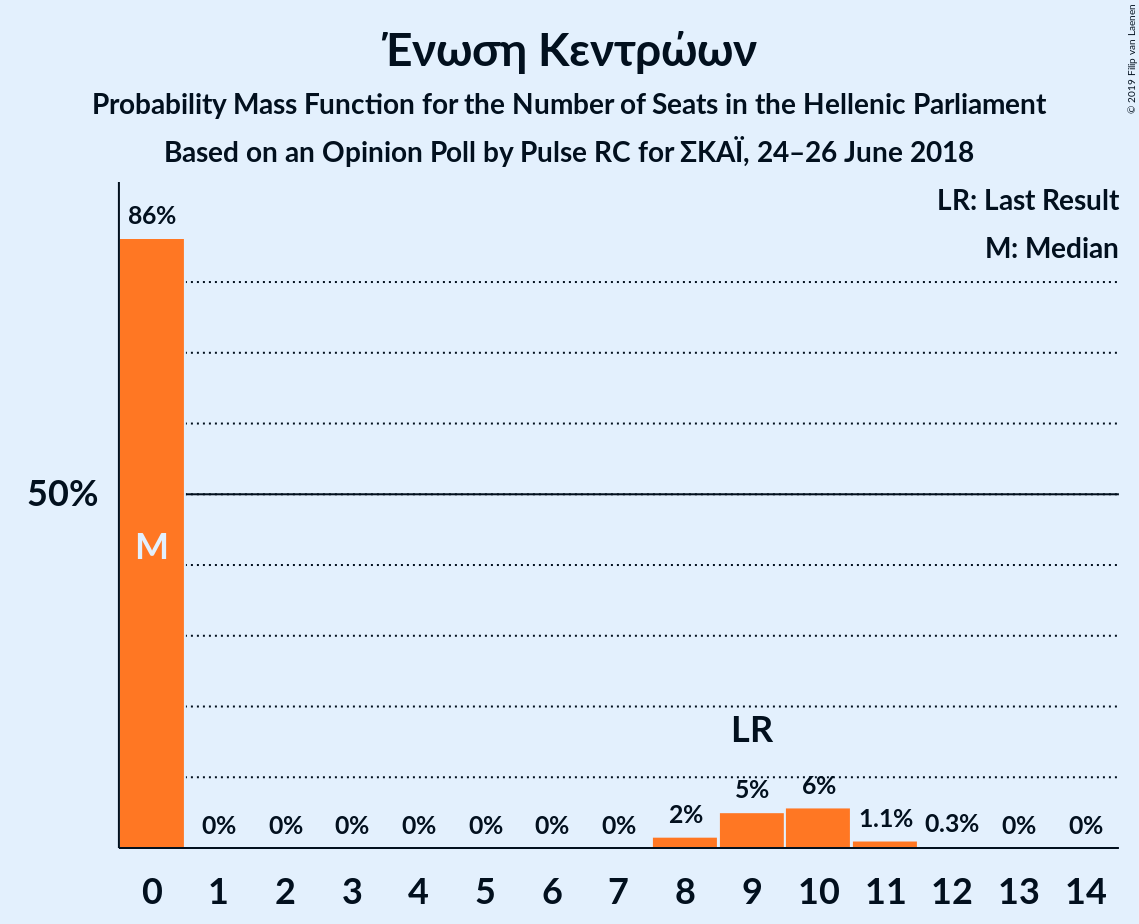 Ένωση Κεντρώων
Probability Mass Function for the Number of Seats in the Hellenic Parliament
Based on an Opinion Poll by Pulse RC for ΣΚΑΪ, 24–26 June 2018
© 2019 Filip van Laenen
LR: Last Result
M: Median
86%
50%
M
LR
0% 0% 0% 0% 0% 0% 0% 2% 5% 6% 1.1% 0.3% 0% 0%
0 1 2 3 4 5 6 7 8 9 10 11 12 13 14